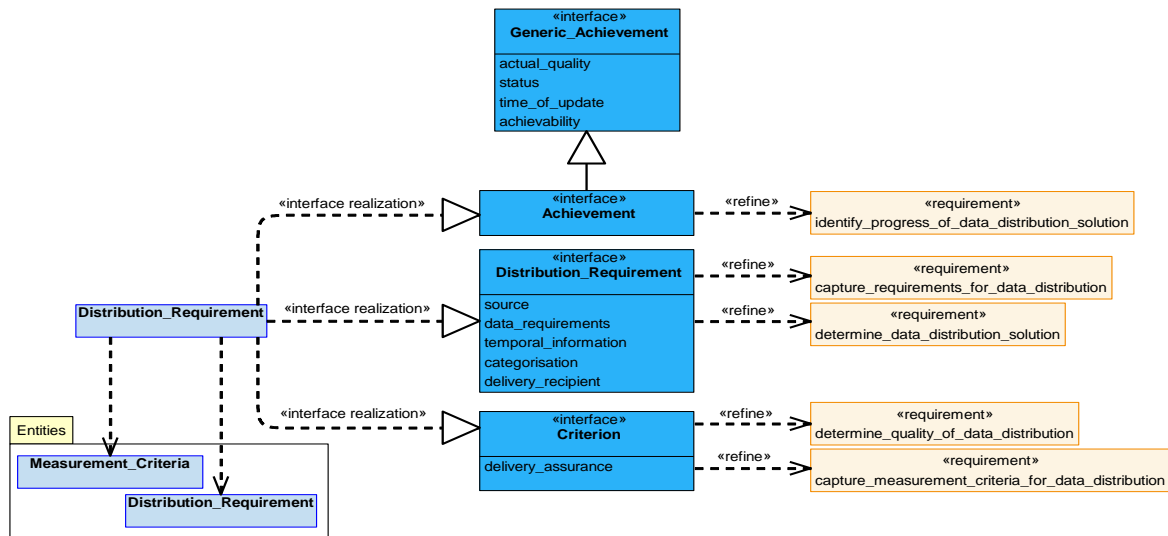 «interface»
Generic_Achievement
actual_quality
status
time_of_update
achievability
«interface realization»
«interface»
Achievement
«refine»
«requirement»
identify_progress_of_data_distribution_solution
«interface»
Distribution_Requirement
source
data_requirements
temporal_information
categorisation
delivery_recipient
«refine»
«requirement»
capture_requirements_for_data_distribution
Distribution_Requirement
«interface realization»
«refine»
«requirement»
determine_data_distribution_solution
«interface realization»
«interface»
Criterion
delivery_assurance
«refine»
«requirement»
determine_quality_of_data_distribution
«refine»
«requirement»
capture_measurement_criteria_for_data_distribution
Entities
Measurement_Criteria
Distribution_Requirement